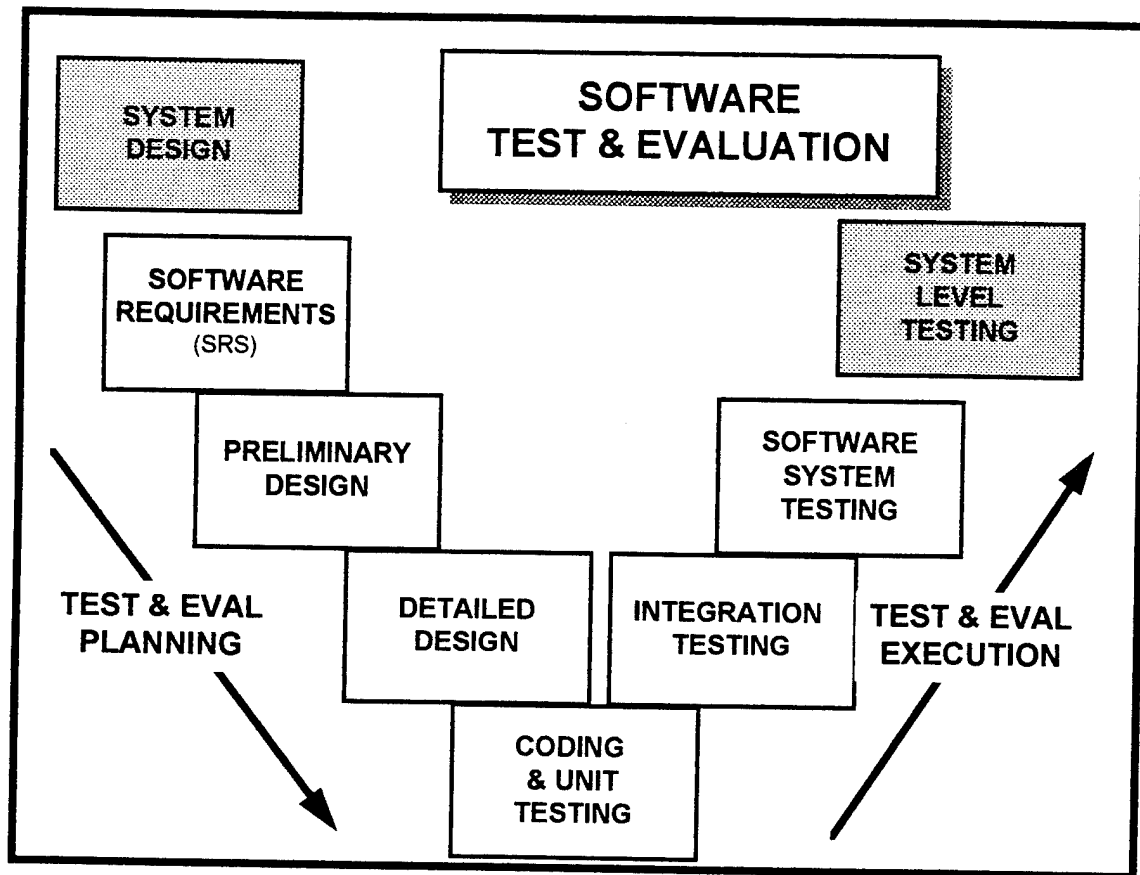 SYSTEM
DESIGN
SOFTWARE
TEST & EVALUATION
SOFTWARE
REQUIREMENTS
(SRS)
SYSTEM
LEVEL
TESTING
PRELIMINARY
DESIGN
SOFTWARE
SYSTEM
TESTING
TEST & EVAL
PLANNING
DETAILED
DESIGN
INTEGRATION
TESTING
TEST & EVAL
EXECUTION
CODING
& UNIT
TESTING